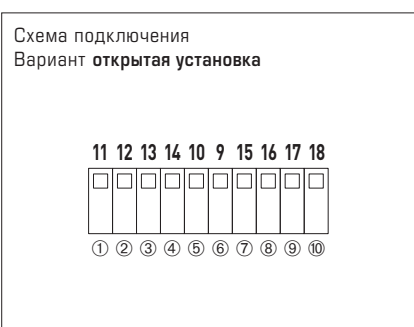 Схема подключения
Вариант открытая установка
11 12 13 14 10 9 15 16 17 18
① ② ③ ④ ⑤ ⑥ ⑦ ⑧ ⑨ ⑩